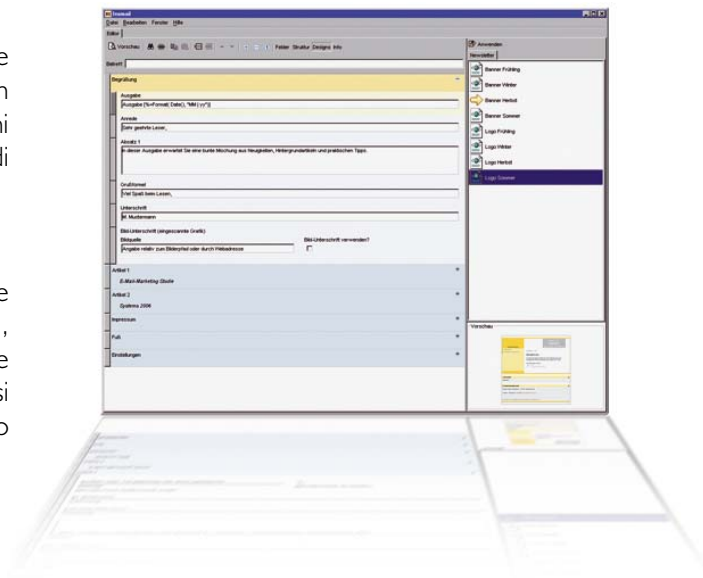 Inxmail
Datei Bearbeiten Fenster Hilfe
Editor
Vorschau
Felder Struktur Designs Info
Betreff
Begrüßung
Ausgabe
Ausgabe [%=Format( Date(), "MM | yy")]
Anrede
Sehr geehrte Leser,
Absatz 1
In dieser Ausgabe erwartet Sie eine bunte Mischung aus Neuigkeiten, Hintergrundartikeln und praktischen Tipps.
Grußformel
Viel Spaß beim Lesen,
Unterschrift
M. Mustermann
Bild-Unterschrift (eingescannte Grafik)
Bildquelle
Bild-Unterschrift verwenden?
Angabe relativ zum Bilderpfad oder durch Webadresse
Artikel 1
E-Mail-Marketing Studie
Artikel 2
Systems 2006
Impressum
Fuß
Einstellungen
Anwenden
Newsletter
Banner Frühling
Banner Winter
Banner Herbst
Banner Sommer
Logo Frühling
Logo Winter
Logo Herbst
Logo Sommer
Vorschau
e
n
ni
di
e
,
e
si
o